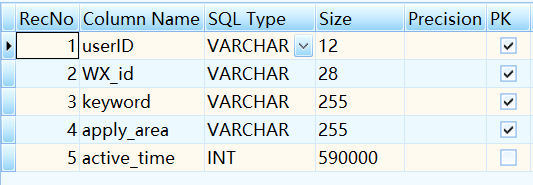 RecNo Column Name SQL Type Size Precision PK
1 userID VARCHAR 12
2 WX_id VARCHAR 28
3 keyword VARCHAR 255
4 apply_area VARCHAR 255
5 active_time INT 590000